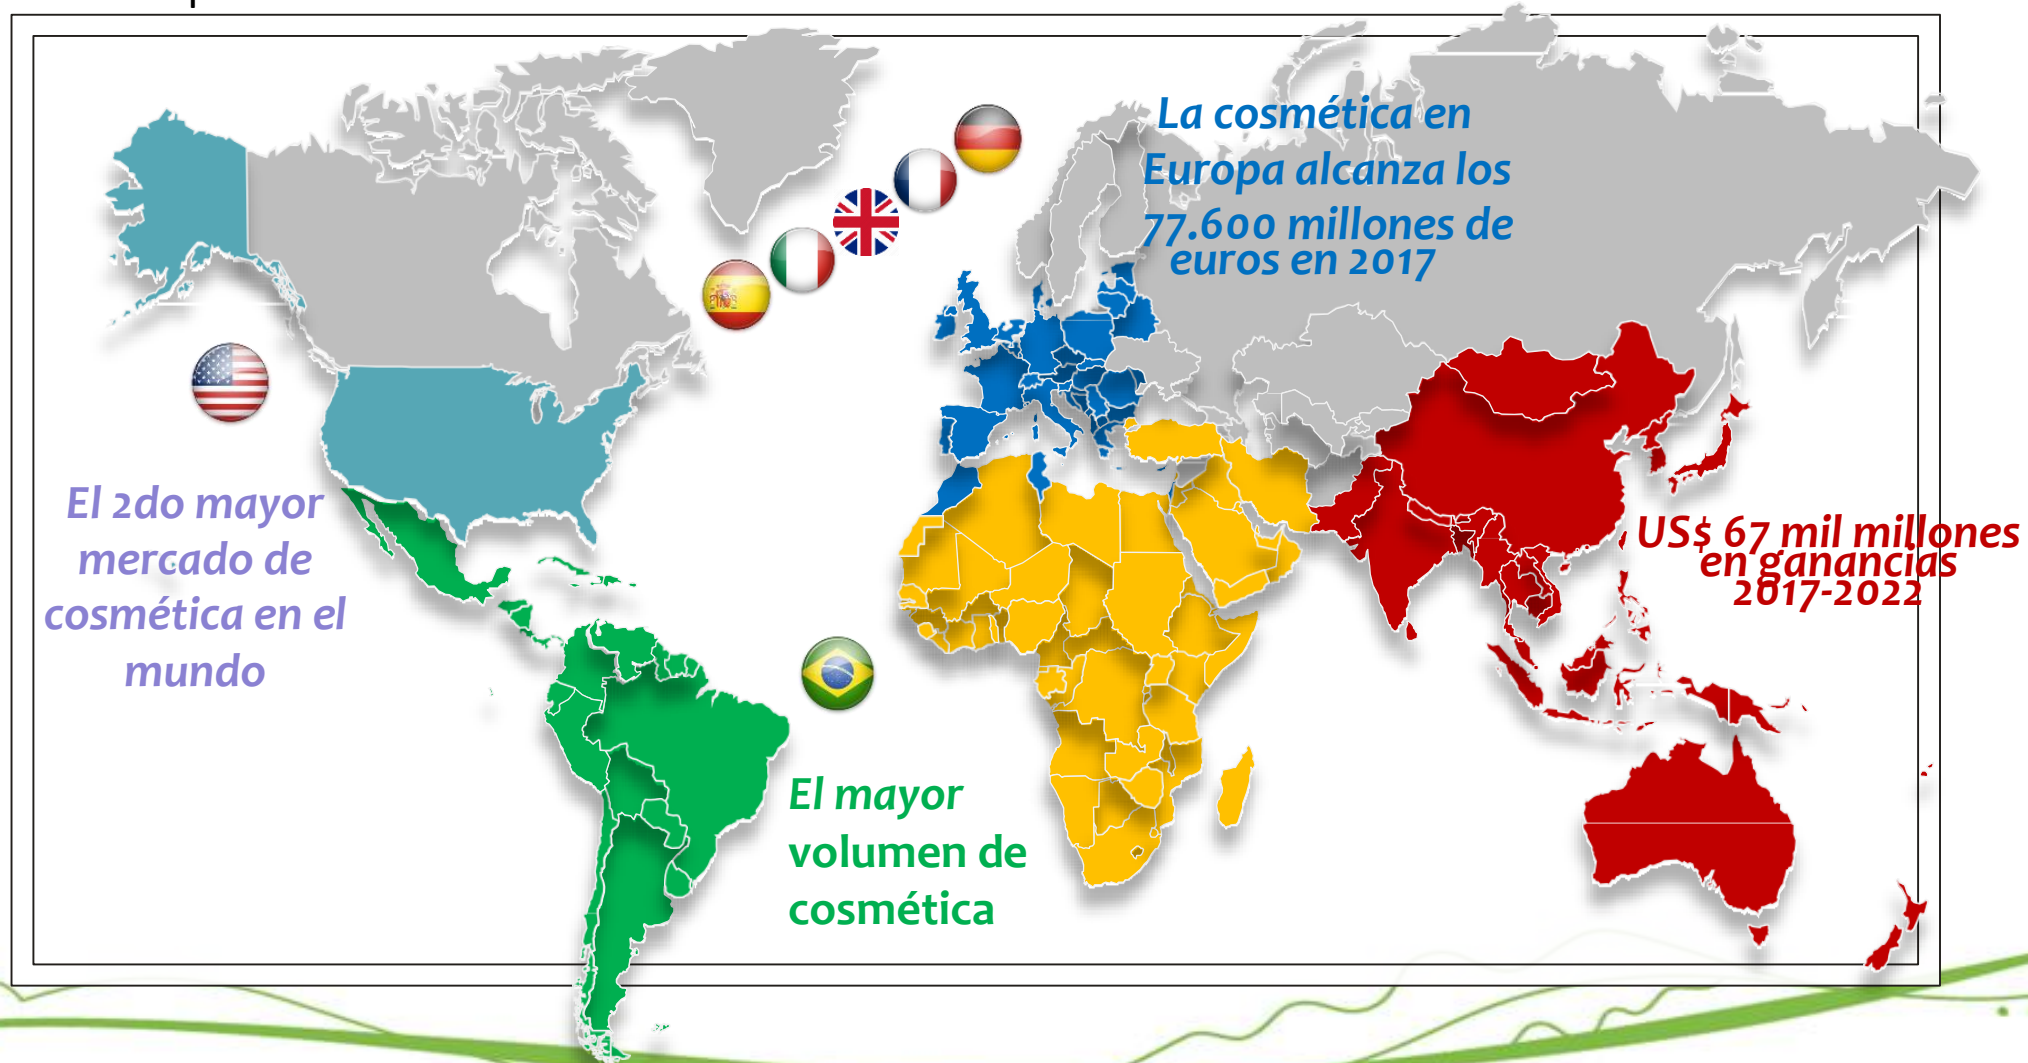 La cosmética en
Europa alcanza los
77.600 millones de
euros en 2017
El 2do mayor
mercado de
cosmética en el
mundo
US$ 67 mil millones
en ganancias
2017-2022
El mayor
volumen de
cosmética